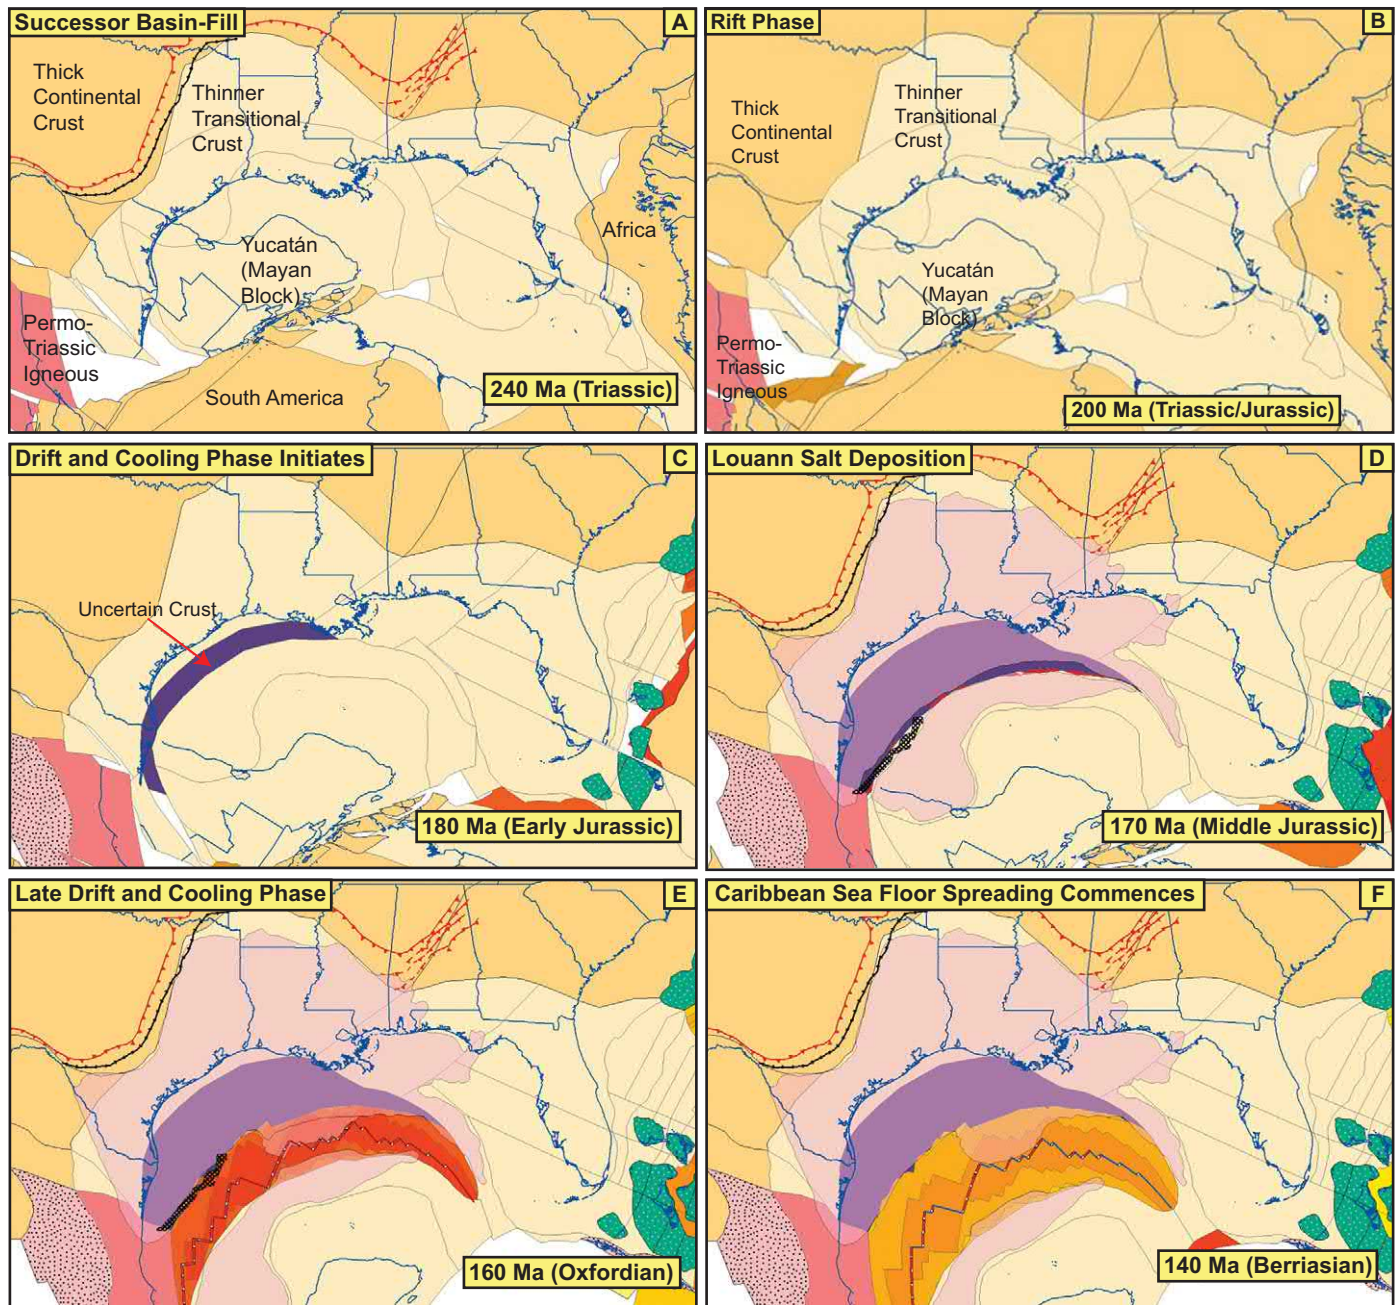 Successor Basin-Fill
A
Thick
Continental
Crust
Thinner
Transitional
Crust
Yucatán
(Mayan
Block)
Africa
Permo-
Triassic
Igneous
South America
240 Ma (Triassic)
Rift Phase
B
Thick
Continental
Crust
Thinner
Transitional
Crust
Yucatán
(Mayan
Block)
Permo-
Triassic
Igneous
200 Ma (Triassic/Jurassic)
Drift and Cooling Phase Initiates
C
Uncertain Crust
180 Ma (Early Jurassic)
Louann Salt Deposition
D
170 Ma (Middle Jurassic)
Late Drift and Cooling Phase
E
160 Ma (Oxfordian)
Caribbean Sea Floor Spreading Commences
F
140 Ma (Berriasian)